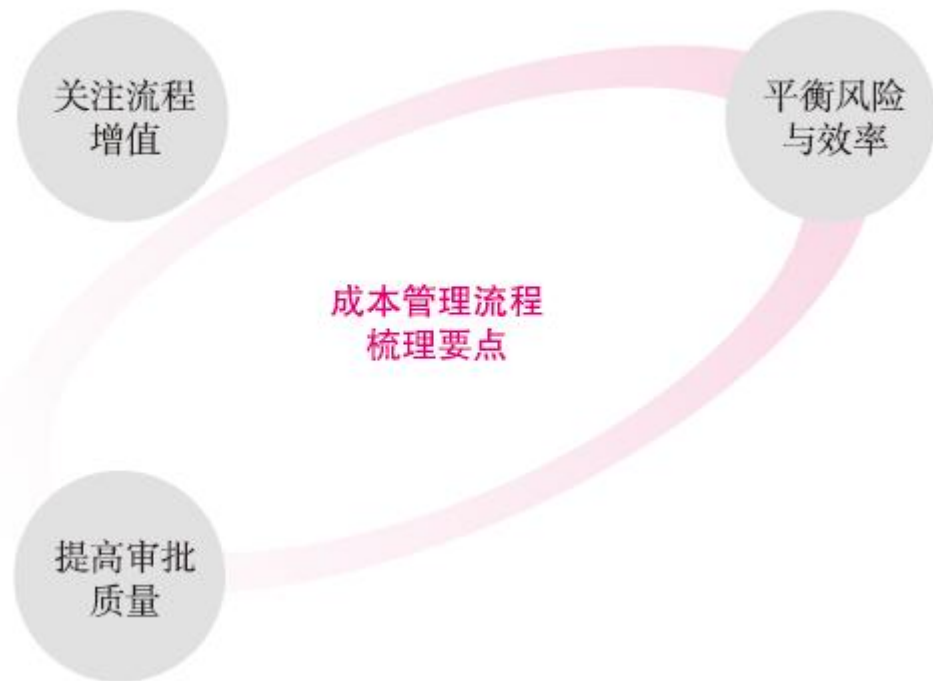 关注流程
增值
平衡风险
与效率
成本管理流程
梳理要点
提高审批
质量